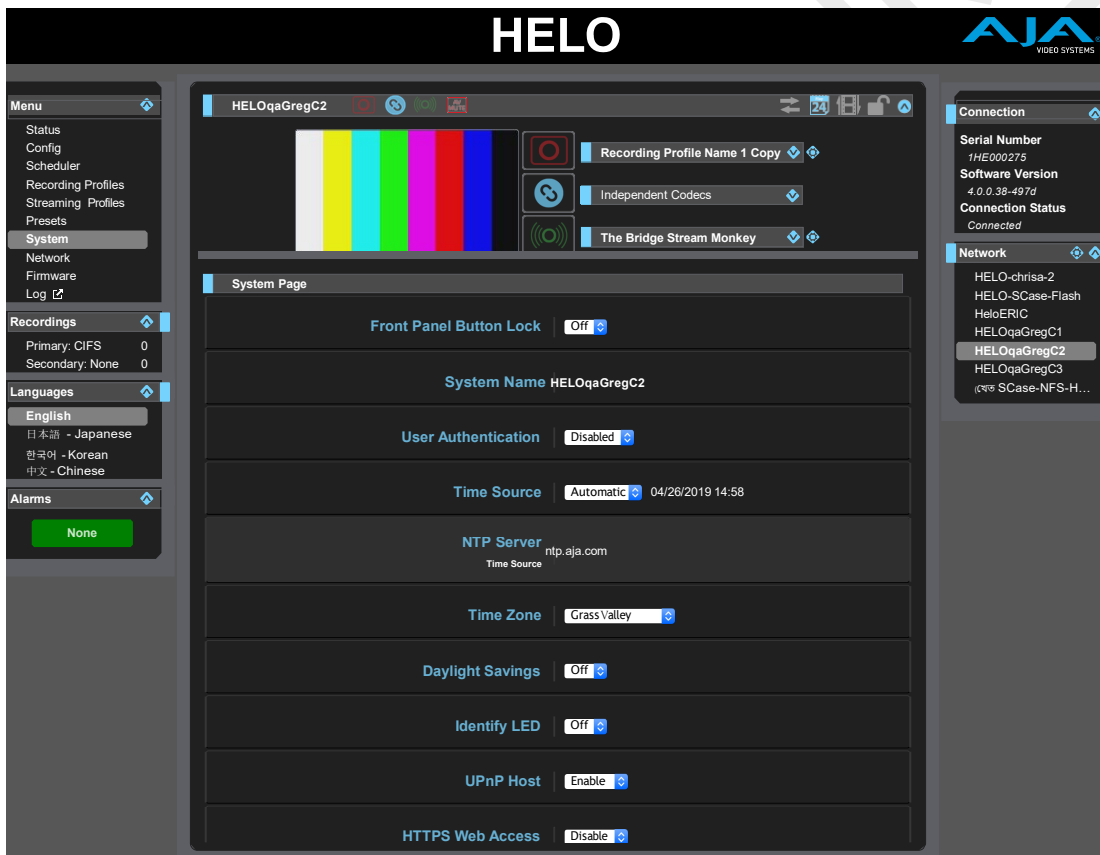 HELO
AJA
VIDEO SYSTEMS
Menu
Status
Config
Scheduler
Recording Profiles
Streaming Profiles
Presets
System
Network
Firmware
Log
Recordings
Primary: CIFS 0
Secondary: None 0
Languages
English
日本語 - Japanese
한국어 - Korean
中文 - Chinese
Alarms
None
HELOqaGregC2
AV MUTE
24
Recording Profile Name 1 Copy
Independent Codecs
The Bridge Stream Monkey
System Page
Front Panel Button Lock Off
System Name HELOqaGregC2
User Authentication Disabled
Time Source Automatic 04/26/2019 14:58
NTP Server ntp.aja.com
Time Source
Time Zone Grass Valley
Daylight Savings Off
Identify LED Off
UPnP Host Enable
HTTPS Web Access Disable
Connection
Serial Number
1HE000275
Software Version
4.0.0.38-497d
Connection Status
Connected
Network
HELO-chrisa-2
HELO-SCase-Flash
HeloERIC
HELOqaGregC1
HELOqaGregC2
HELOqaGregC3
SCase-NFS-H...